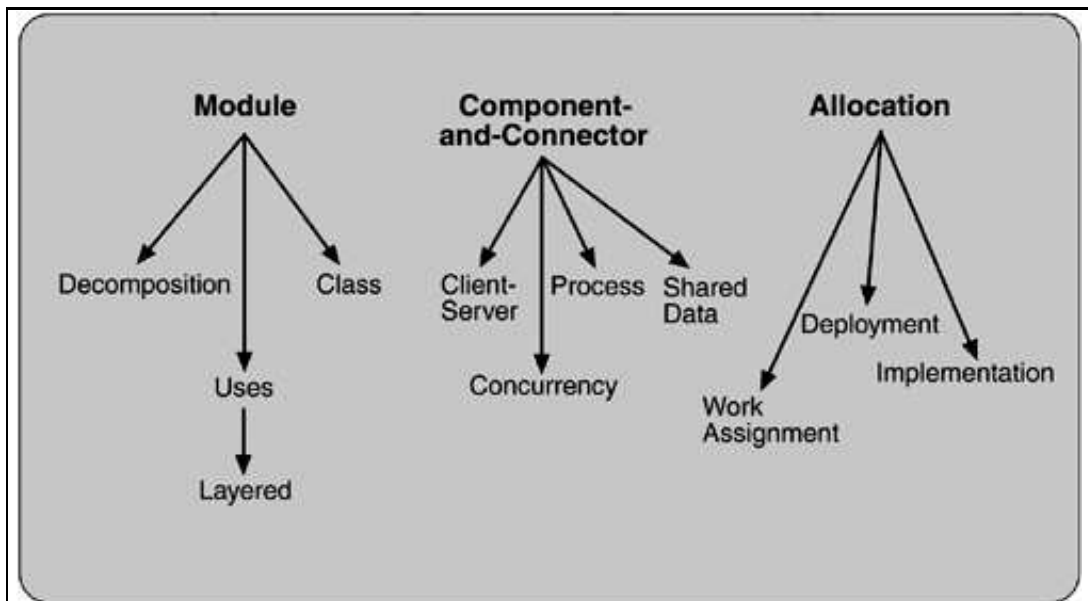 Module
Component-
and-Connector
Allocation
Decomposition
Class
Client-
Server
Process
Shared
Data
Deployment
Uses
Concurrency
Implementation
Work
Assignment
Layered